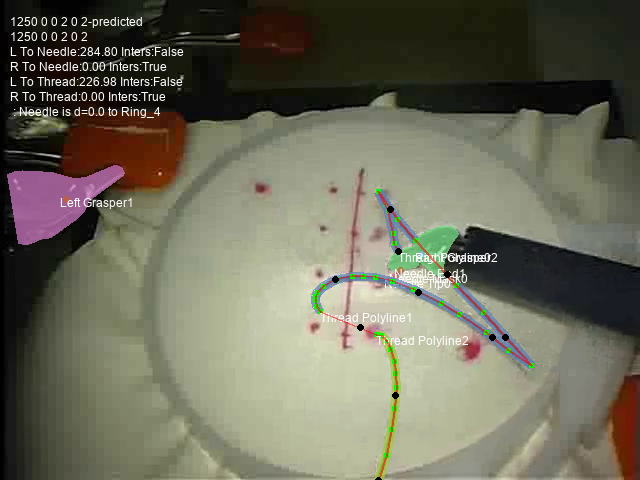 1250 0 0 2 0 2-predicted
1250 0 0 2 0 2
L To Needle:284.80 Inters:False
R To Needle:0.00 Inters:True
L To Thread:226.98 Inters:False
R To Thread:0.00 Inters:True
: Needle is d=0.0 to Ring_4
Left Grasper1
Thread Polyline1
Thread Polyline2